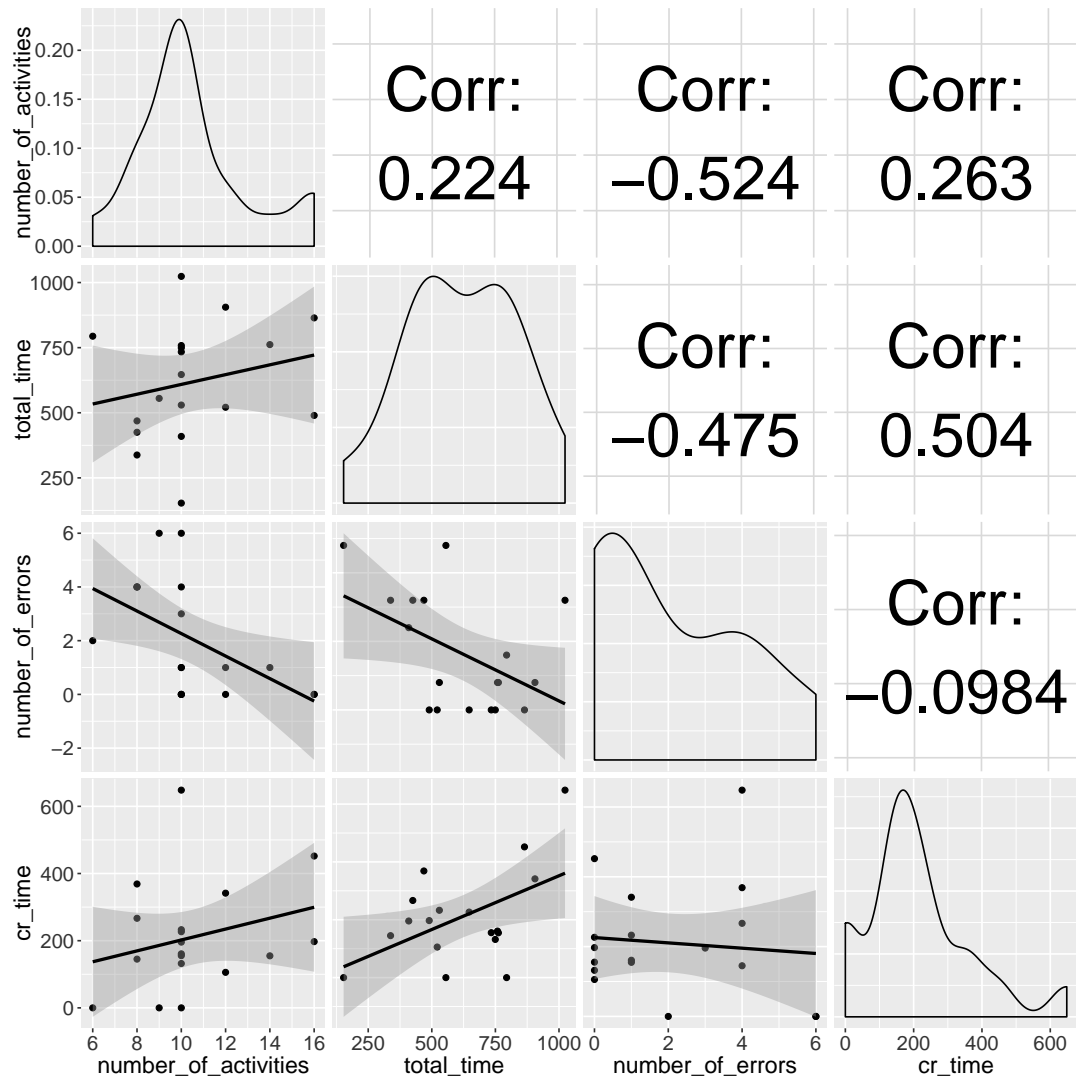 number_of_activities
0.20
0.15
0.10
0.05
0.00
Corr:
0.224
Corr:
−0.524
Corr:
0.263
total_time
1000
750
500
250
Corr:
−0.475
Corr:
0.504
number_of_errors
6
4
2
0
−2
Corr:
−0.0984
cr_time
600
400
200
0
6 8 10 12 14 16
250 500 750 1000
0 2 4 6
0 200 400 600
number_of_activities
total_time
number_of_errors
cr_time